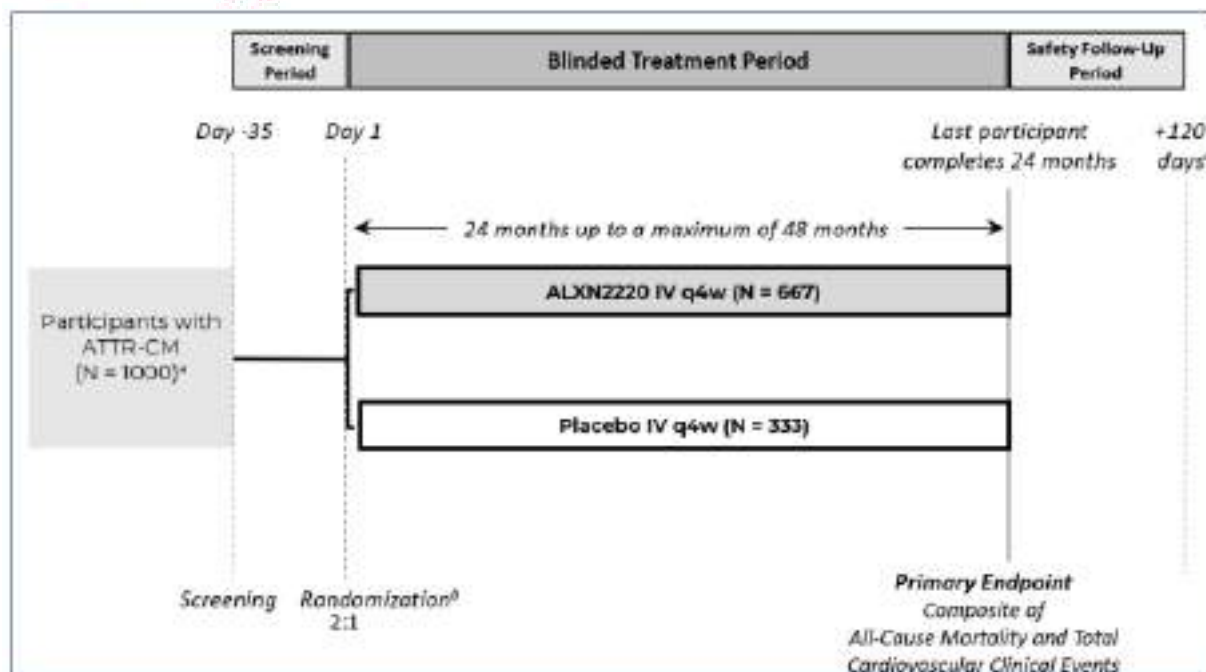 Screening
Period
Blinded Treatment Period
Safety Follow-Up
Period
Day -35
Day 1
Last participant
completes 24 months
+120
days
24 months up to a maximum of 48 months
ALXN2220 IV q4w (N = 667)
Participants with
ATTR-CM
(N = 1000)ᵃ
Placebo IV q4w (N = 333)
Screening
Randomizationᵇ
2:1
Primary Endpoint
Composite of
All-Cause Mortality and Total
Cardiovascular Clinical Events